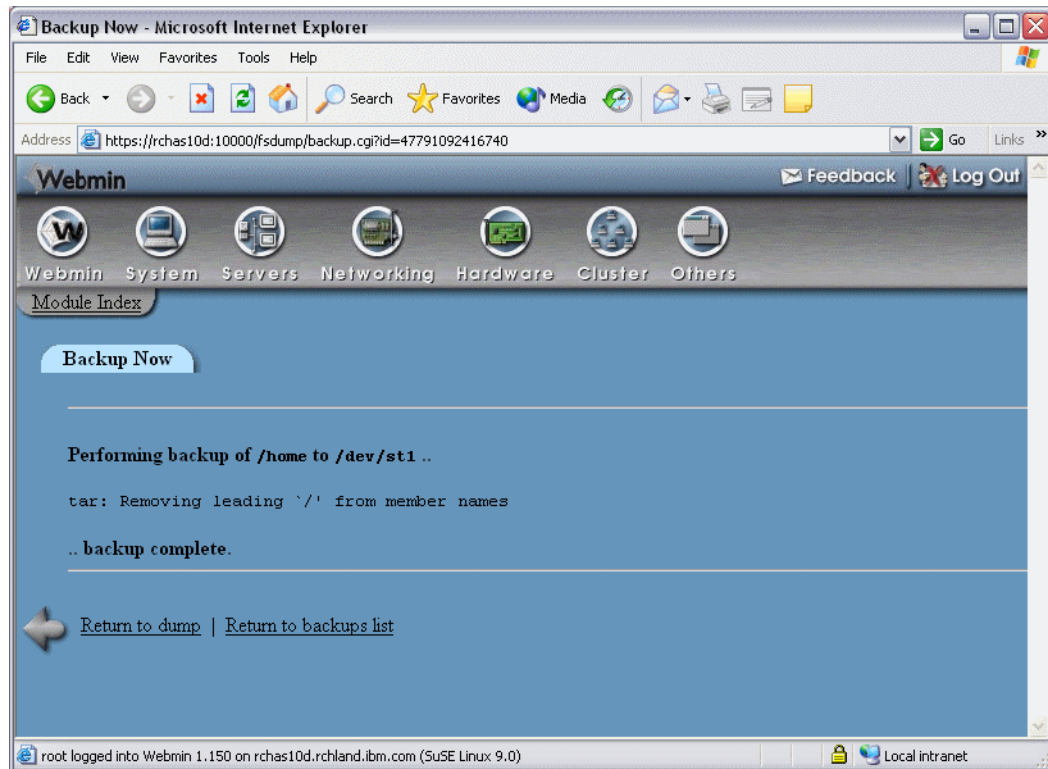 Backup Now - Microsoft Internet Explorer
File Edit View Favorites Tools Help
Back Search Favorites Media
Address https://rchas10d:10000/fsdump/backup.cgi?id=47791092416740 Go Links »
Webmin Feedback Log Out
Webmin System Servers Networking Hardware Cluster Others
Module Index
Backup Now
Performing backup of /home to /dev/st1 ..
tar: Removing leading `/' from member names
.. backup complete.
Return to dump | Return to backups list
root logged into Webmin 1.150 on rchas10d.rchland.ibm.com (SuSE Linux 9.0) Local intranet